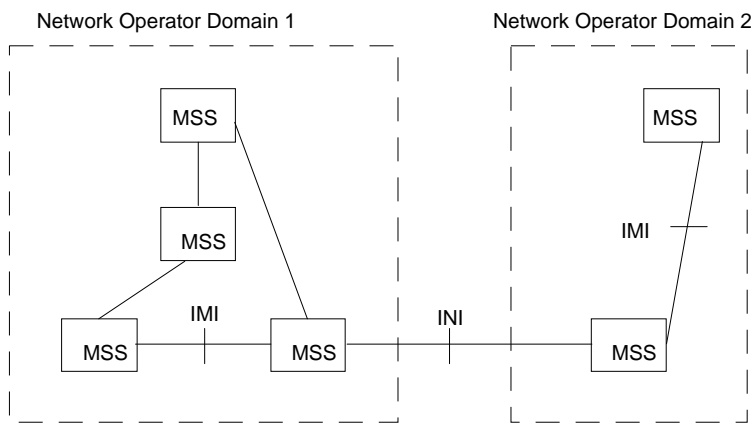 Network Operator Domain 1
Network Operator Domain 2
MSS
MSS
MSS
IMI
MSS
IMI
INI
MSS
MSS
MSS